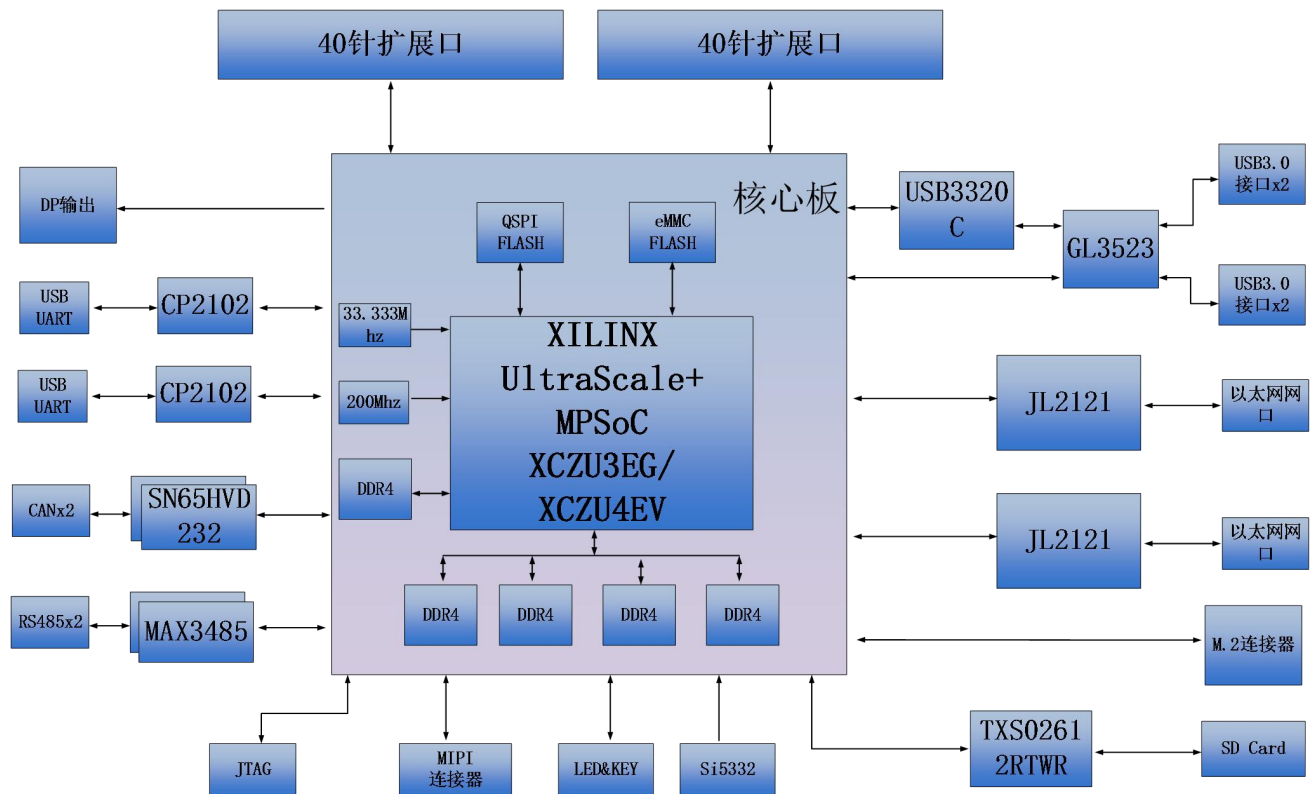 40针扩展口
40针扩展口
核心板
DP输出
QSPI
FLASH
eMMC
FLASH
USB3320
C
GL3523
USB3.0
接口x2
USB3.0
接口x2
USB
UART
CP2102
33.333M
hz
XILINX
UltraScale+
MPSoC
XCZU3EG/
XCZU4EV
USB
UART
CP2102
200Mhz
JL2121
以太网网
口
DDR4
CANx2
SN65HVD
232
JL2121
以太网网
口
DDR4
DDR4
DDR4
DDR4
RS485x2
MAX3485
M.2连接器
JTAG
MIPI
连接器
LED&KEY
Si5332
TXS0261
2RTWR
SD Card